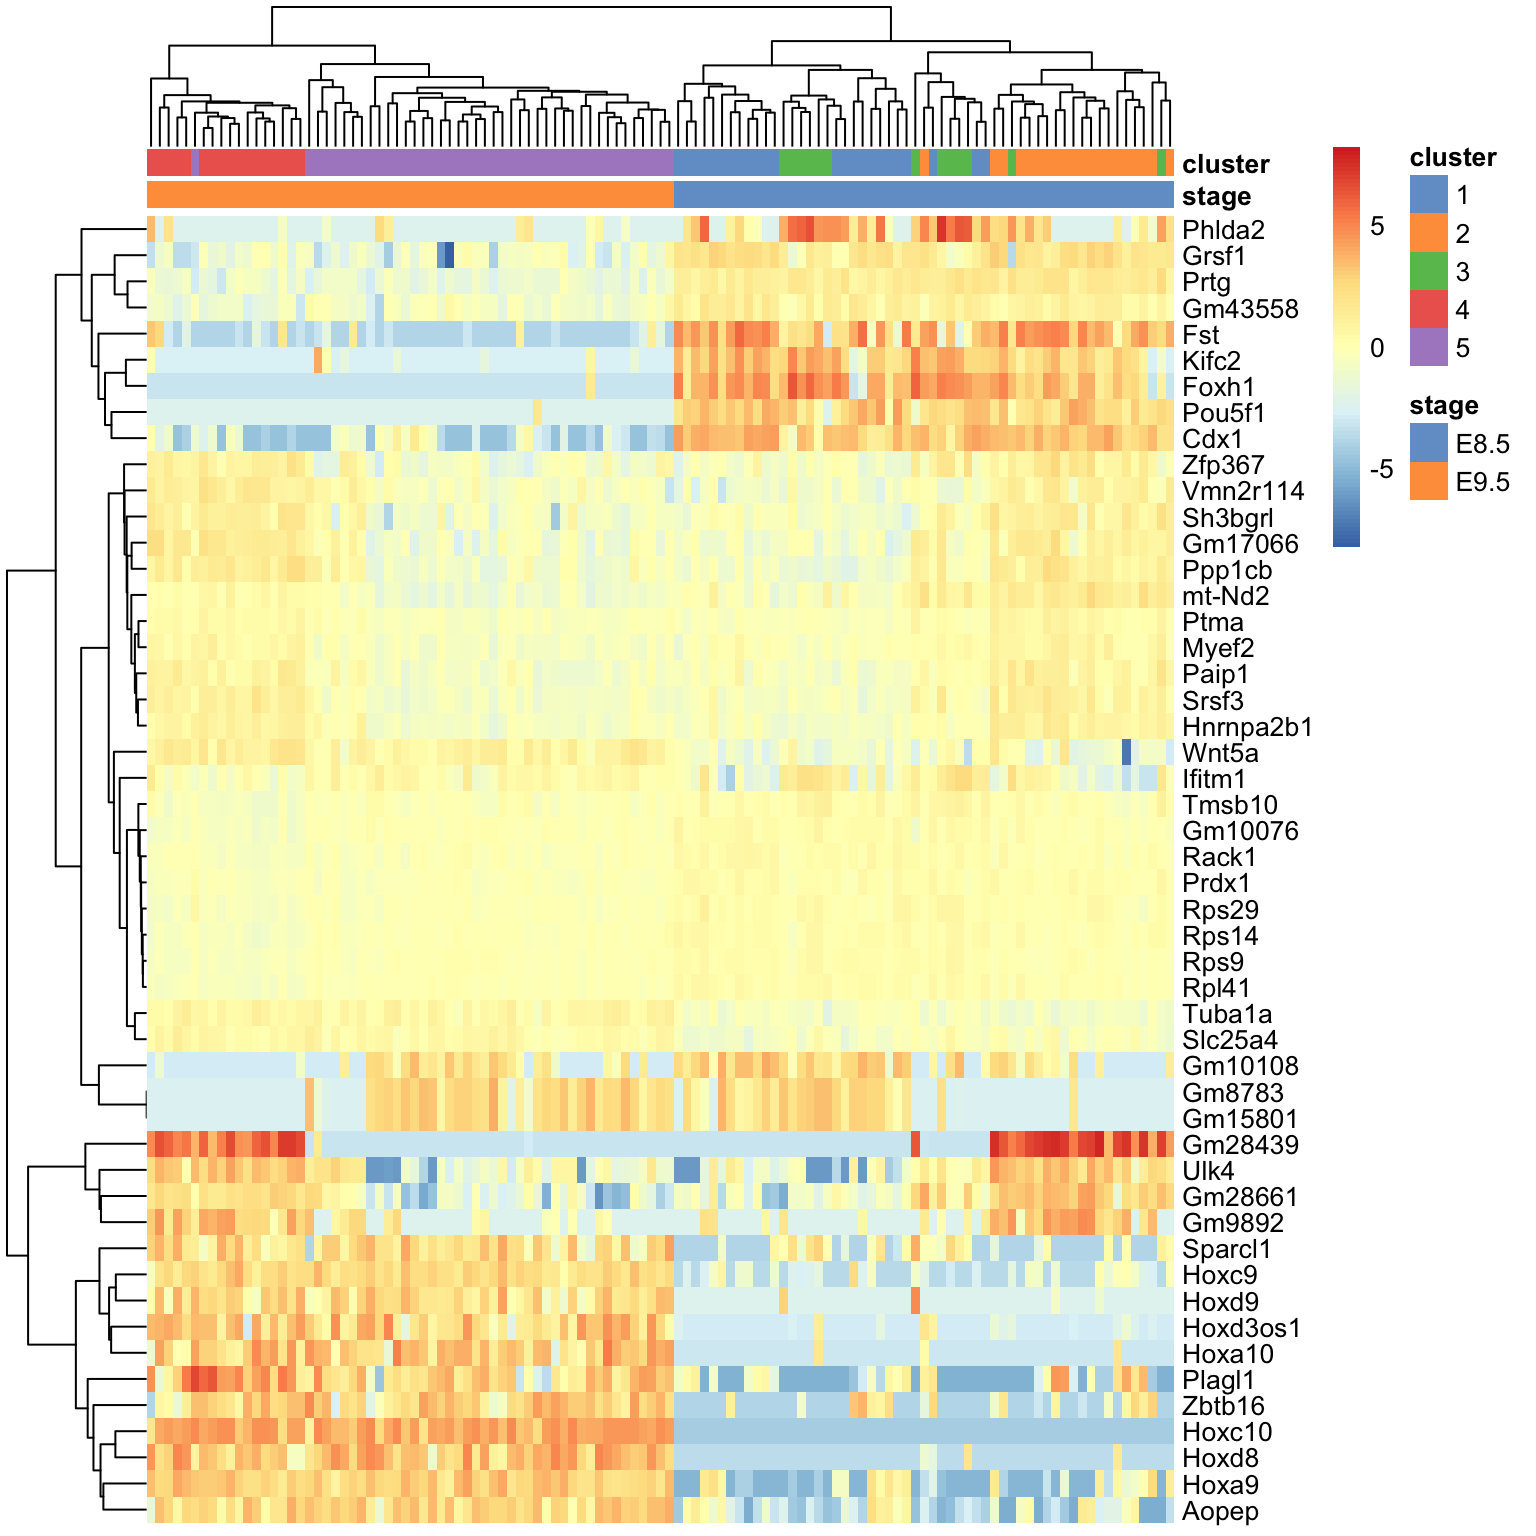 cluster
stage
Phlda2
Grsf1
Prtg
Gm43558
Fst
Kifc2
Foxh1
Pou5f1
Cdx1
Zfp367
Vmn2r114
Sh3bgrl
Gm17066
Ppp1cb
mt-Nd2
Ptma
Myef2
Paip1
Srsf3
Hnrnpa2b1
Wnt5a
Ifitm1
Tmsb10
Gm10076
Rack1
Prdx1
Rps29
Rps14
Rps9
Rpl41
Tuba1a
Slc25a4
Gm10108
Gm8783
Gm15801
Gm28439
Ulk4
Gm28661
Gm9892
Sparcl1
Hoxc9
Hoxd9
Hoxd3os1
Hoxa10
Plagl1
Zbtb16
Hoxc10
Hoxd8
Hoxa9
Aopep
5
0
-5
cluster
1
2
3
4
5
stage
E8.5
E9.5